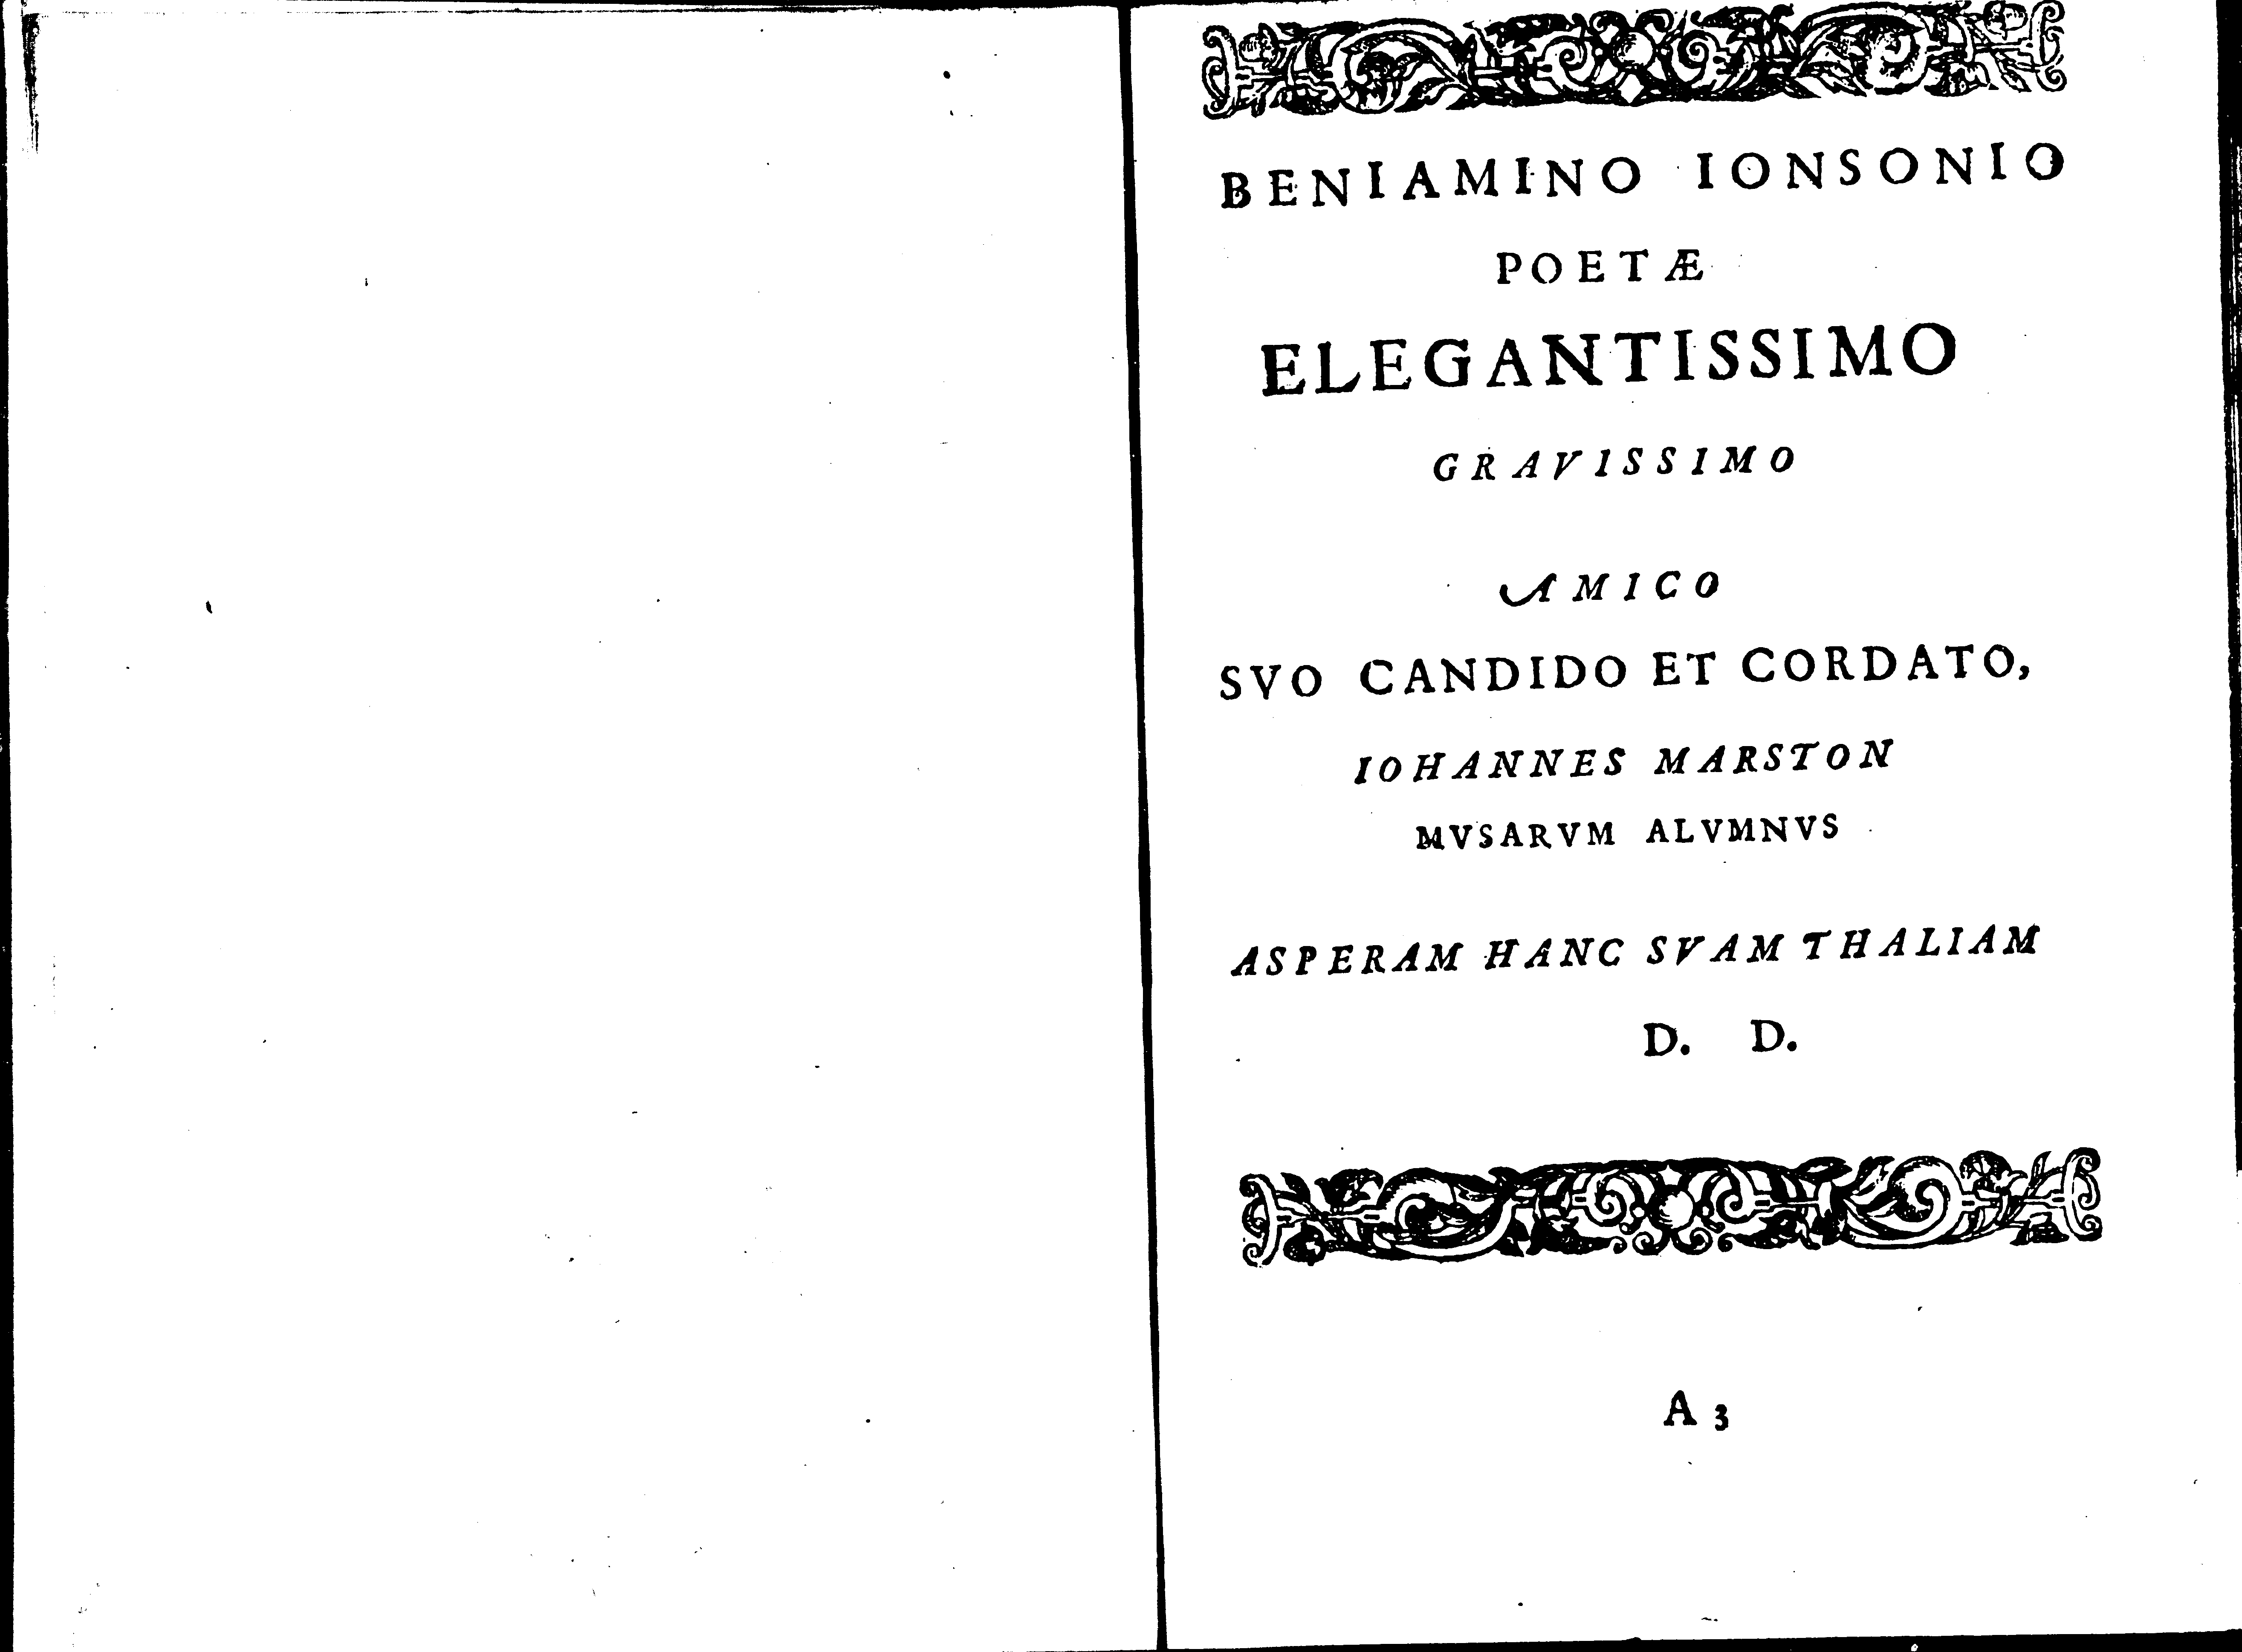 BENIAMINO IONSONIO
POETÆ
ELEGANTISSIMO
GRAVISSIMO
AMICO
SVO CANDIDO ET CORDATO,
IOHANNES MARSTON
MVSARVM ALVMNVS
ASPERAM HANC SVAM THALIAM
D. D.
A 3